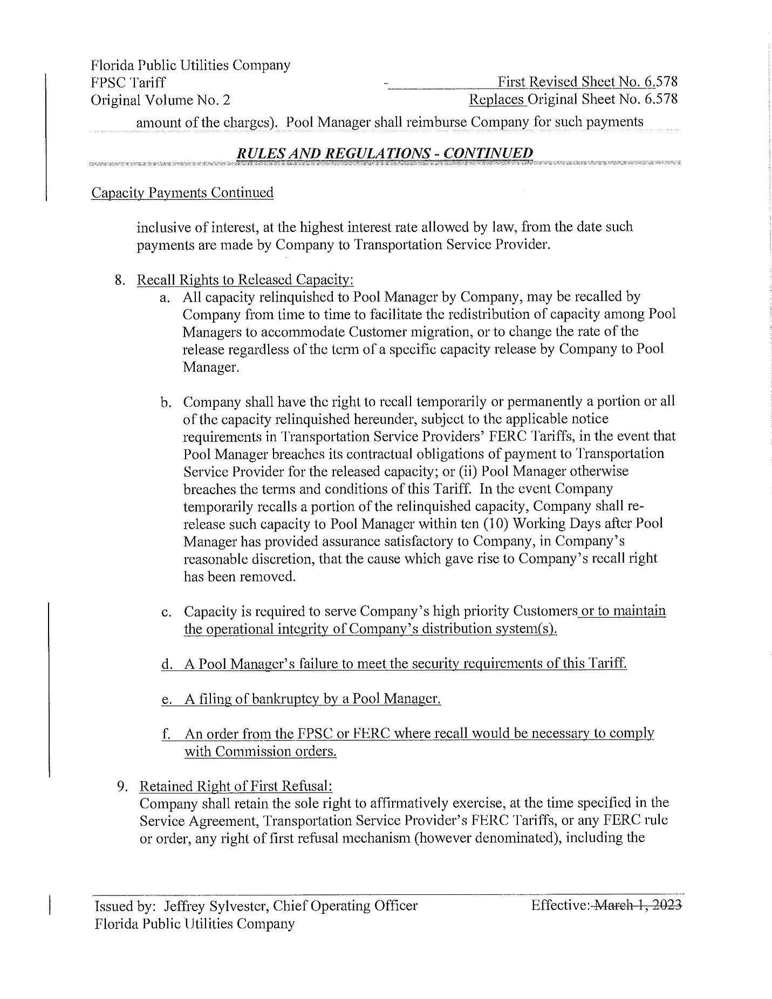 Florida Public Utilities Company
FPSC Tariff - First Revised Sheet No. 6.578
Original Volume No. 2 Replaces Original Sheet No. 6.578
amount of the charges). Pool Manager shall reimburse Company for such payments
RULES AND REGULATIONS - CONTINUED
Capacity Payments Continued
inclusive of interest, at the highest interest rate allowed by law, from the date such
payments are made by Company to Transportation Service Provider.
8. Recall Rights to Released Capacity:
a. All capacity relinquished to Pool Manager by Company, may be recalled by
Company from time to time to facilitate the redistribution of capacity among Pool
Managers to accommodate Customer migration, or to change the rate of the
release regardless of the term of a specific capacity release by Company to Pool
Manager.
b. Company shall have the right to recall temporarily or permanently a portion or all
of the capacity relinquished hereunder, subject to the applicable notice
requirements in Transportation Service Providers’ FERC Tariffs, in the event that
Pool Manager breaches its contractual obligations of payment to Transportation
Service Provider for the released capacity; or (ii) Pool Manager otherwise
breaches the terms and conditions of this Tariff. In the event Company
temporarily recalls a portion of the relinquished capacity, Company shall re-
release such capacity to Pool Manager within ten (10) Working Days after Pool
Manager has provided assurance satisfactory to Company, in Company’s
reasonable discretion, that the cause which gave rise to Company’s recall right
has been removed.
c. Capacity is required to serve Company’s high priority Customers or to maintain
the operational integrity of Company’s distribution system(s).
d. A Pool Manager’s failure to meet the security requirements of this Tariff.
e. A filing of bankruptcy by a Pool Manager.
f. An order from the FPSC or FERC where recall would be necessary to comply
with Commission orders.
9. Retained Right of First Refusal:
Company shall retain the sole right to affirmatively exercise, at the time specified in the
Service Agreement, Transportation Service Provider’s FERC Tariffs, or any FERC rule
or order, any right of first refusal mechanism (however denominated), including the
Issued by: Jeffrey Sylvester, Chief Operating Officer Effective: March 1, 2023
Florida Public Utilities Company